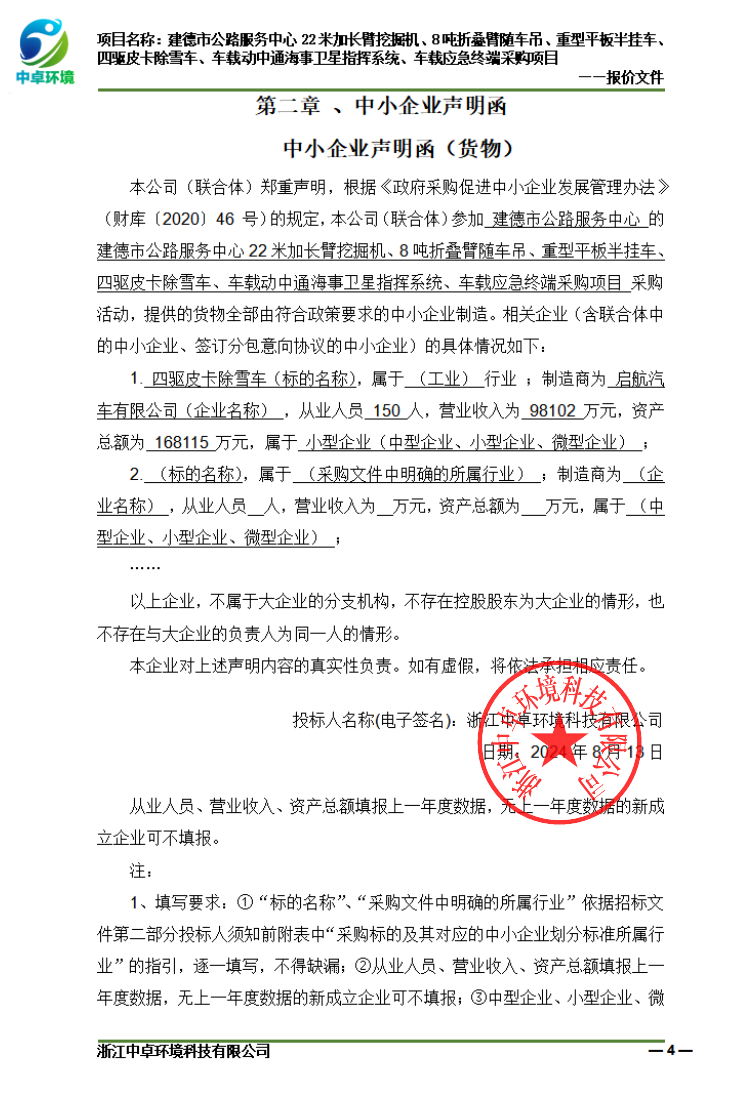 中卓环境
项目名称：建德市公路服务中心 22 米加长臂挖掘机、8 吨折叠臂随车吊、重型平板半挂车、
四驱皮卡除雪车、车载动中通海事卫星指挥系统、车载应急终端采购项目
——报价文件
第二章 、中小企业声明函
中小企业声明函（货物）
本公司（联合体）郑重声明，根据《政府采购促进中小企业发展管理办法》
（财库〔2020〕46 号）的规定，本公司（联合体）参加 建德市公路服务中心 的
建德市公路服务中心 22 米加长臂挖掘机、8 吨折叠臂随车吊、重型平板半挂车、
四驱皮卡除雪车、车载动中通海事卫星指挥系统、车载应急终端采购项目 采购
活动，提供的货物全部由符合政策要求的中小企业制造。相关企业（含联合体中
的中小企业、签订分包意向协议的中小企业）的具体情况如下：
1. 四驱皮卡除雪车（标的名称），属于 （工业） 行业 ；制造商为 启航汽
车有限公司（企业名称） ，从业人员 150 人，营业收入为 98102 万元，资产
总额为 168115 万元，属于 小型企业（中型企业、小型企业、微型企业） ；
2. （标的名称），属于 （采购文件中明确的所属行业） ；制造商为 （企
业名称） ，从业人员 人，营业收入为 万元，资产总额为 万元，属于 （中
型企业、小型企业、微型企业） ；
……
以上企业，不属于大企业的分支机构，不存在控股股东为大企业的情形，也
不存在与大企业的负责人为同一人的情形。
本企业对上述声明内容的真实性负责。如有虚假，将依法承担相应责任。
投标人名称(电子签名)：浙江中卓环境科技有限公司
日期：2024 年 8 月 13 日
浙江中卓环境科技有限公司
从业人员、营业收入、资产总额填报上一年度数据，无上一年度数据的新成
立企业可不填报。
注：
1、填写要求：①“标的名称”、“采购文件中明确的所属行业”依据招标文
件第二部分投标人须知前附表中“采购标的及其对应的中小企业划分标准所属行
业”的指引，逐一填写，不得缺漏；②从业人员、营业收入、资产总额填报上一
年度数据，无上一年度数据的新成立企业可不填报；③中型企业、小型企业、微
浙江中卓环境科技有限公司
— 4 —